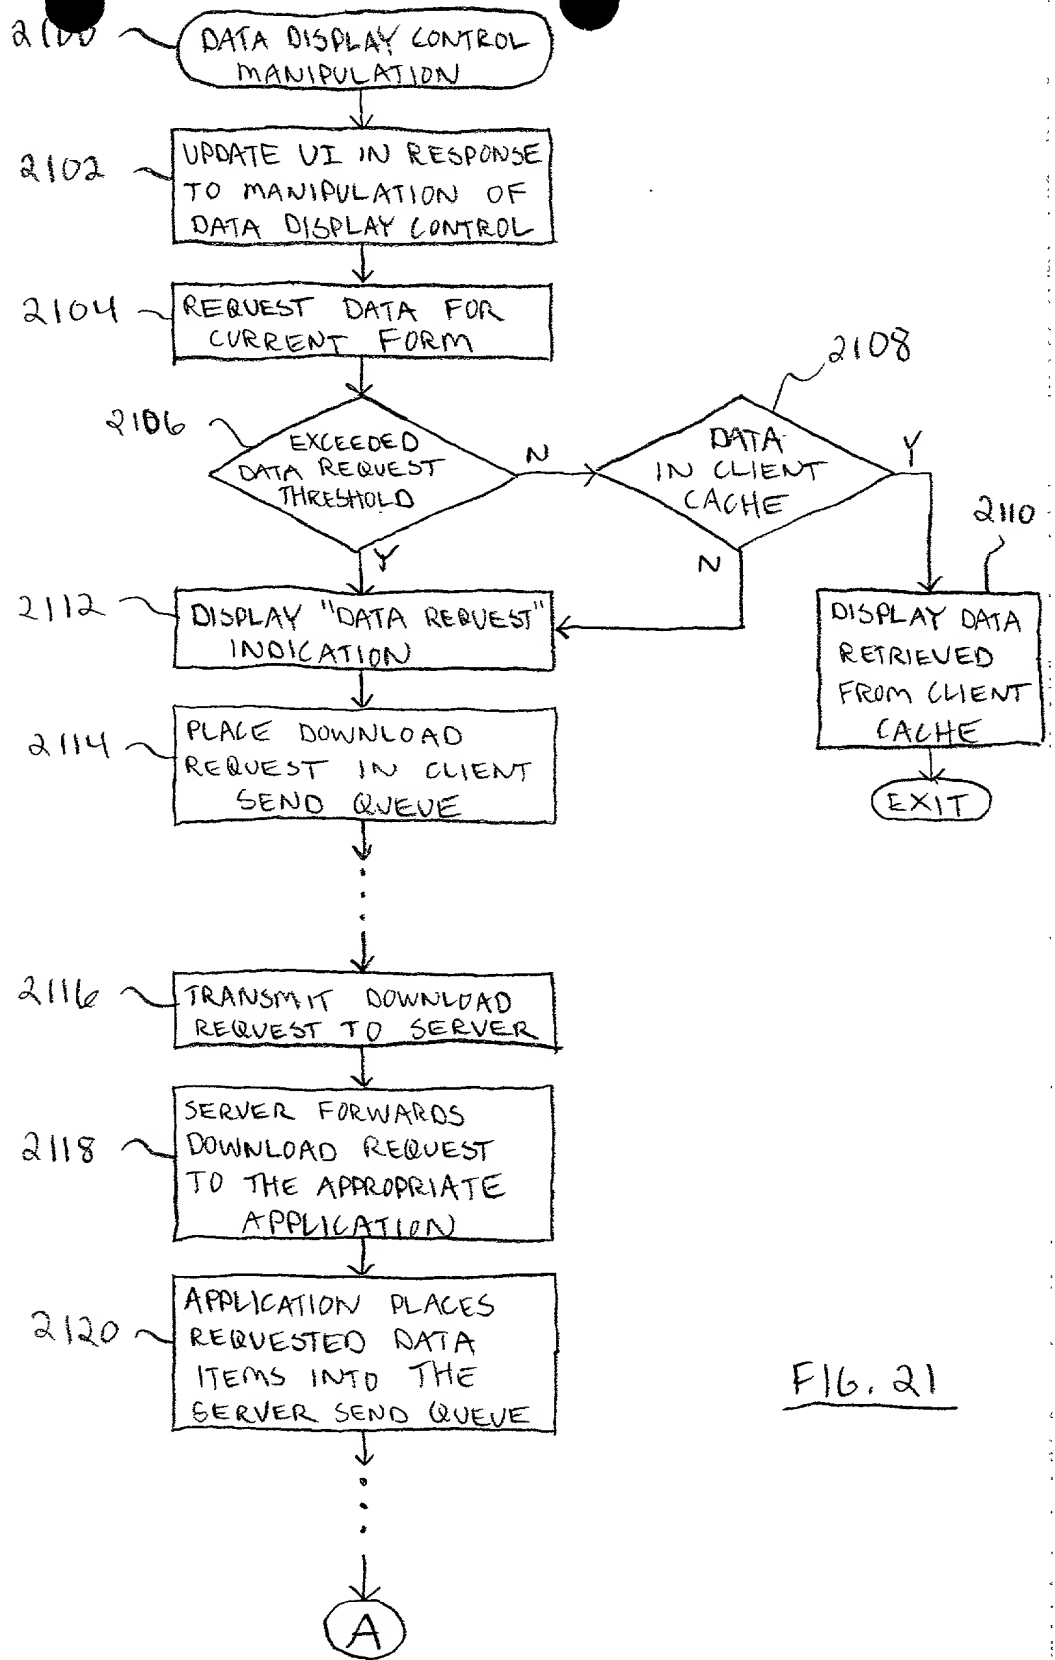 2100
DATA DISPLAY CONTROL
MANIPULATION
2102
UPDATE UI IN RESPONSE
TO MANIPULATION OF
DATA DISPLAY CONTROL
2104
REQUEST DATA FOR
CURRENT FORM
2106
EXCEEDED
DATA REQUEST
THRESHOLD
N
Y
2108
DATA
IN CLIENT
CACHE
Y
N
2110
DISPLAY DATA
RETRIEVED
FROM CLIENT
CACHE
EXIT
2112
DISPLAY "DATA REQUEST"
INDICATION
2114
PLACE DOWNLOAD
REQUEST IN CLIENT
SEND QUEUE
2116
TRANSMIT DOWNLOAD
REQUEST TO SERVER
2118
SERVER FORWARDS
DOWNLOAD REQUEST
TO THE APPROPRIATE
APPLICATION
2120
APPLICATION PLACES
REQUESTED DATA
ITEMS INTO THE
SERVER SEND QUEUE
A
FIG. 21